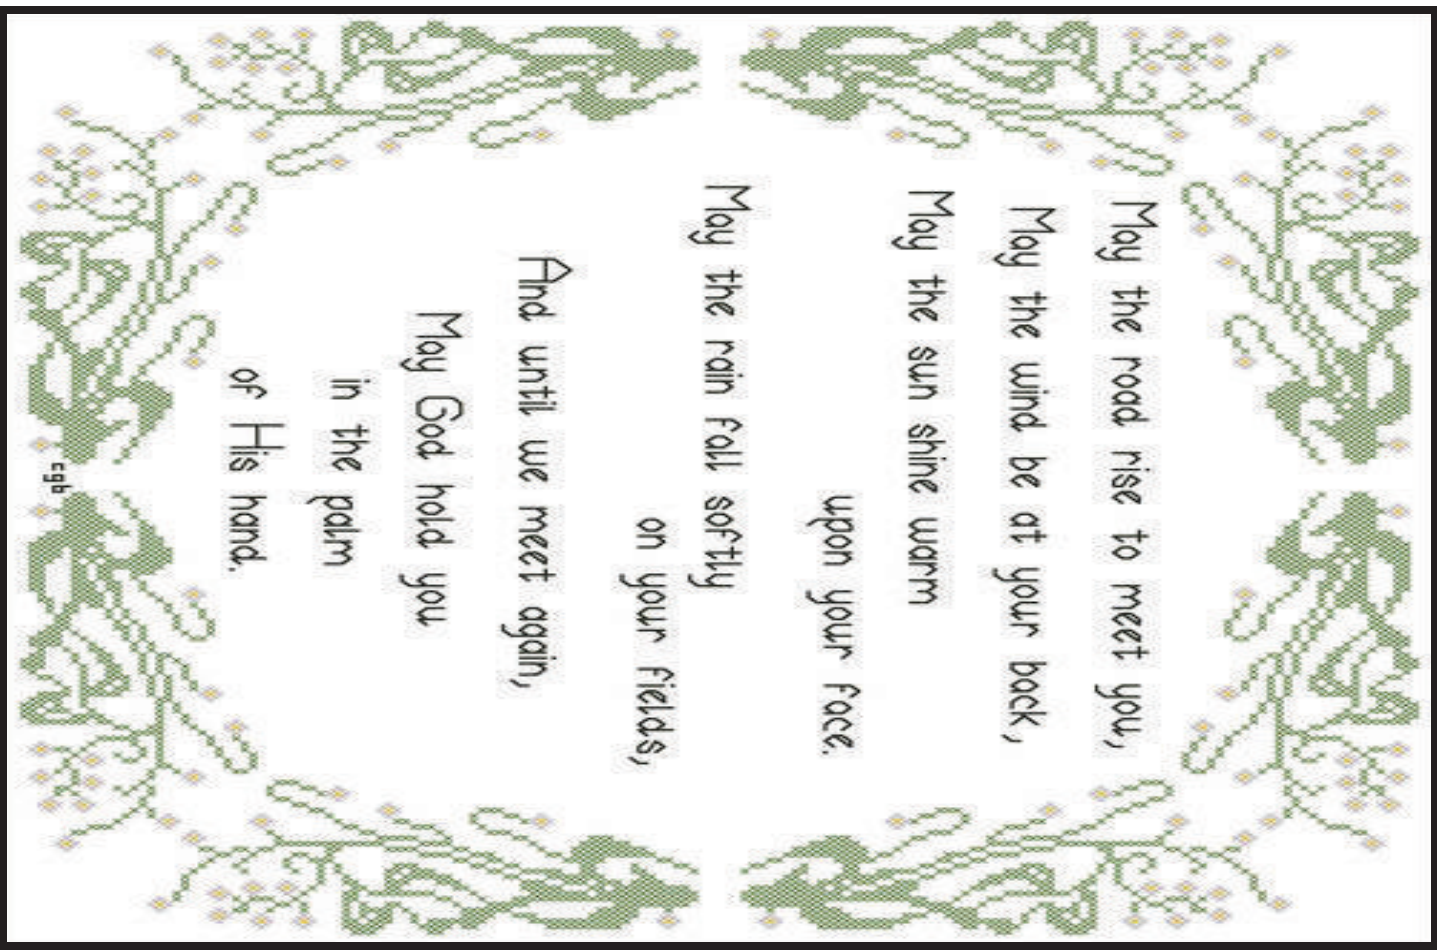 May the road rise to meet you,
May the wind be at your back,
May the sun shine warm
upon your face.
May the rain fall softly
on your fields,
And until we meet again,
May God hold you
in the palm
of His hand.
cgb